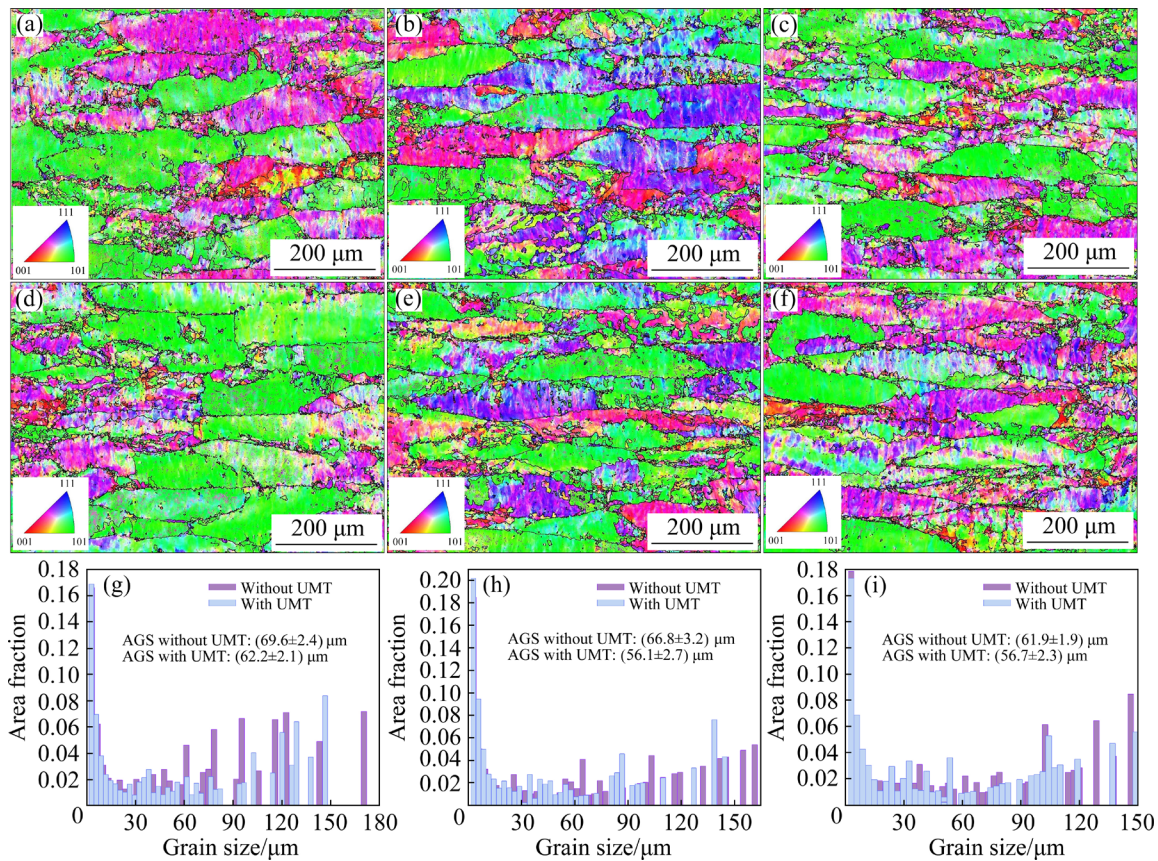 (a)
111
001 101
200 μm
(b)
111
001 101
200 μm
(c)
111
001 101
200 μm
(d)
111
001 101
200 μm
(e)
111
001 101
200 μm
(f)
111
001 101
200 μm
(g)
Without UMT
With UMT
AGS without UMT: (69.6±2.4) μm
AGS with UMT: (62.2±2.1) μm
Area fraction
0.18
0.16
0.14
0.12
0.10
0.08
0.06
0.04
0.02
0 30 60 90 120 150 180
Grain size/μm
(h)
Without UMT
With UMT
AGS without UMT: (66.8±3.2) μm
AGS with UMT: (56.1±2.7) μm
Area fraction
0.20
0.18
0.16
0.14
0.12
0.10
0.08
0.06
0.04
0.02
0 30 60 90 120 150
Grain size/μm
(i)
Without UMT
With UMT
AGS without UMT: (61.9±1.9) μm
AGS with UMT: (56.7±2.3) μm
Area fraction
0.18
0.16
0.14
0.12
0.10
0.08
0.06
0.04
0.02
0 30 60 90 120 150
Grain size/μm